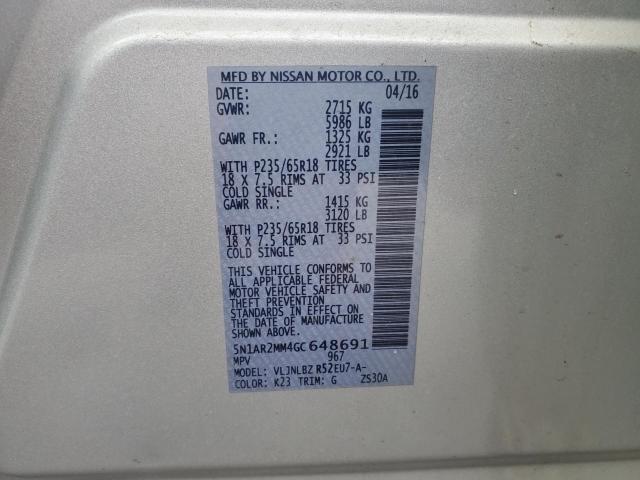 MFD BY NISSAN MOTOR CO., LTD.
DATE: 04/16
GVWR: 2715 KG
5986 LB
GAWR FR.: 1325 KG
2921 LB
WITH P235/65R18 TIRES
18 X 7.5 RIMS AT 33 PSI
COLD SINGLE
GAWR RR.: 1415 KG
3120 LB
WITH P235/65R18 TIRES
18 X 7.5 RIMS AT 33 PSI
COLD SINGLE
THIS VEHICLE CONFORMS TO
ALL APPLICABLE FEDERAL
MOTOR VEHICLE SAFETY AND
THEFT PREVENTION
STANDARDS IN EFFECT ON
THE DATE OF MANUFACTURE
SHOWN ABOVE.
5N1AR2MM4GC648691
MPV 967
MODEL: VLJNLBZ R52EU7-A-
COLOR: K23 TRIM: G ZS30A